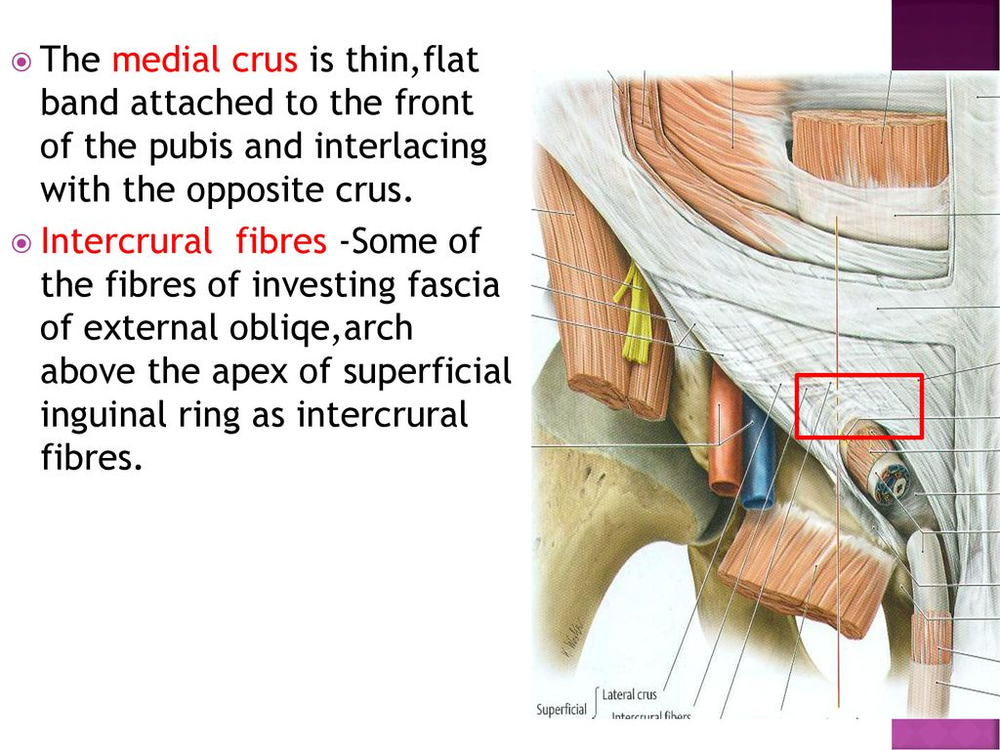 The medial crus is thin,flat
band attached to the front
of the pubis and interlacing
with the opposite crus.
Intercrural fibres -Some of
the fibres of investing fascia
of external obliqe,arch
above the apex of superficial
inguinal ring as intercrural
fibres.
K. Wesker
Lateral crus
Superficial
Intercrural fibers